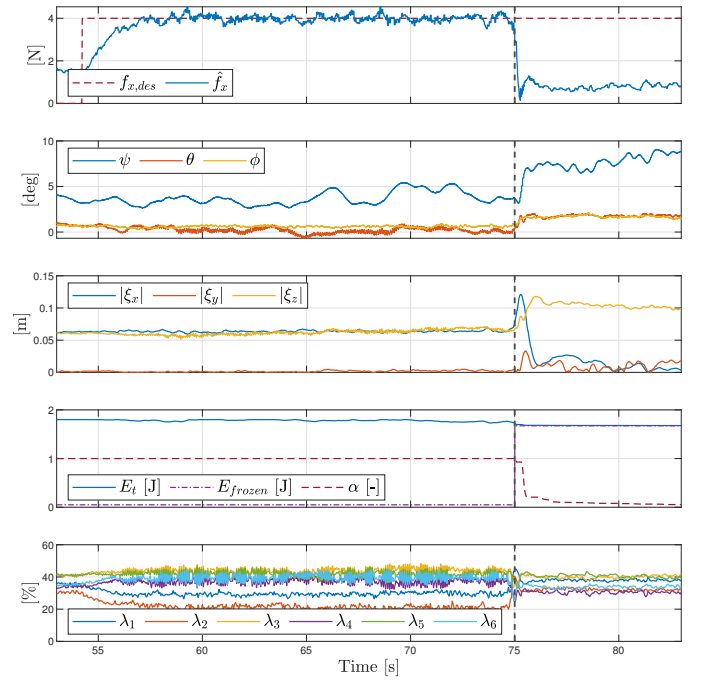 4
2
0
[N]
f_{x,des} \hat{f}_x
10
5
0
[deg]
ψ θ ϕ
0.15
0.1
0.05
0
[m]
|ξ_x| |ξ_y| |ξ_z|
2
1
0
E_t [J] E_{frozen} [J] α [-]
60
40
20
0
[%]
λ_1 λ_2 λ_3 λ_4 λ_5 λ_6
55 60 65 70 75 80
Time [s]